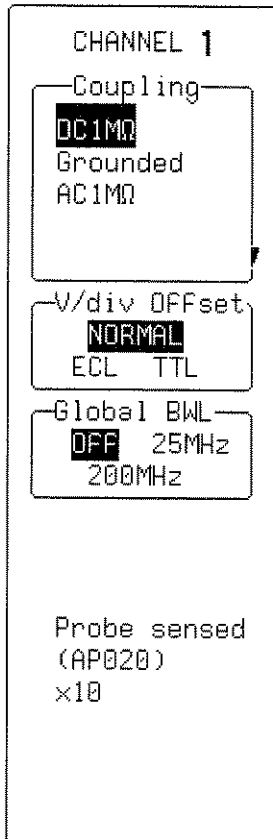 CHANNEL 1
Coupling
DC1MΩ
Grounded
AC1MΩ
V/div OFFset
NORMAL
ECL TTL
Global BWL
OFF 25MHz
200MHz
Probe sensed
(AP020)
×10